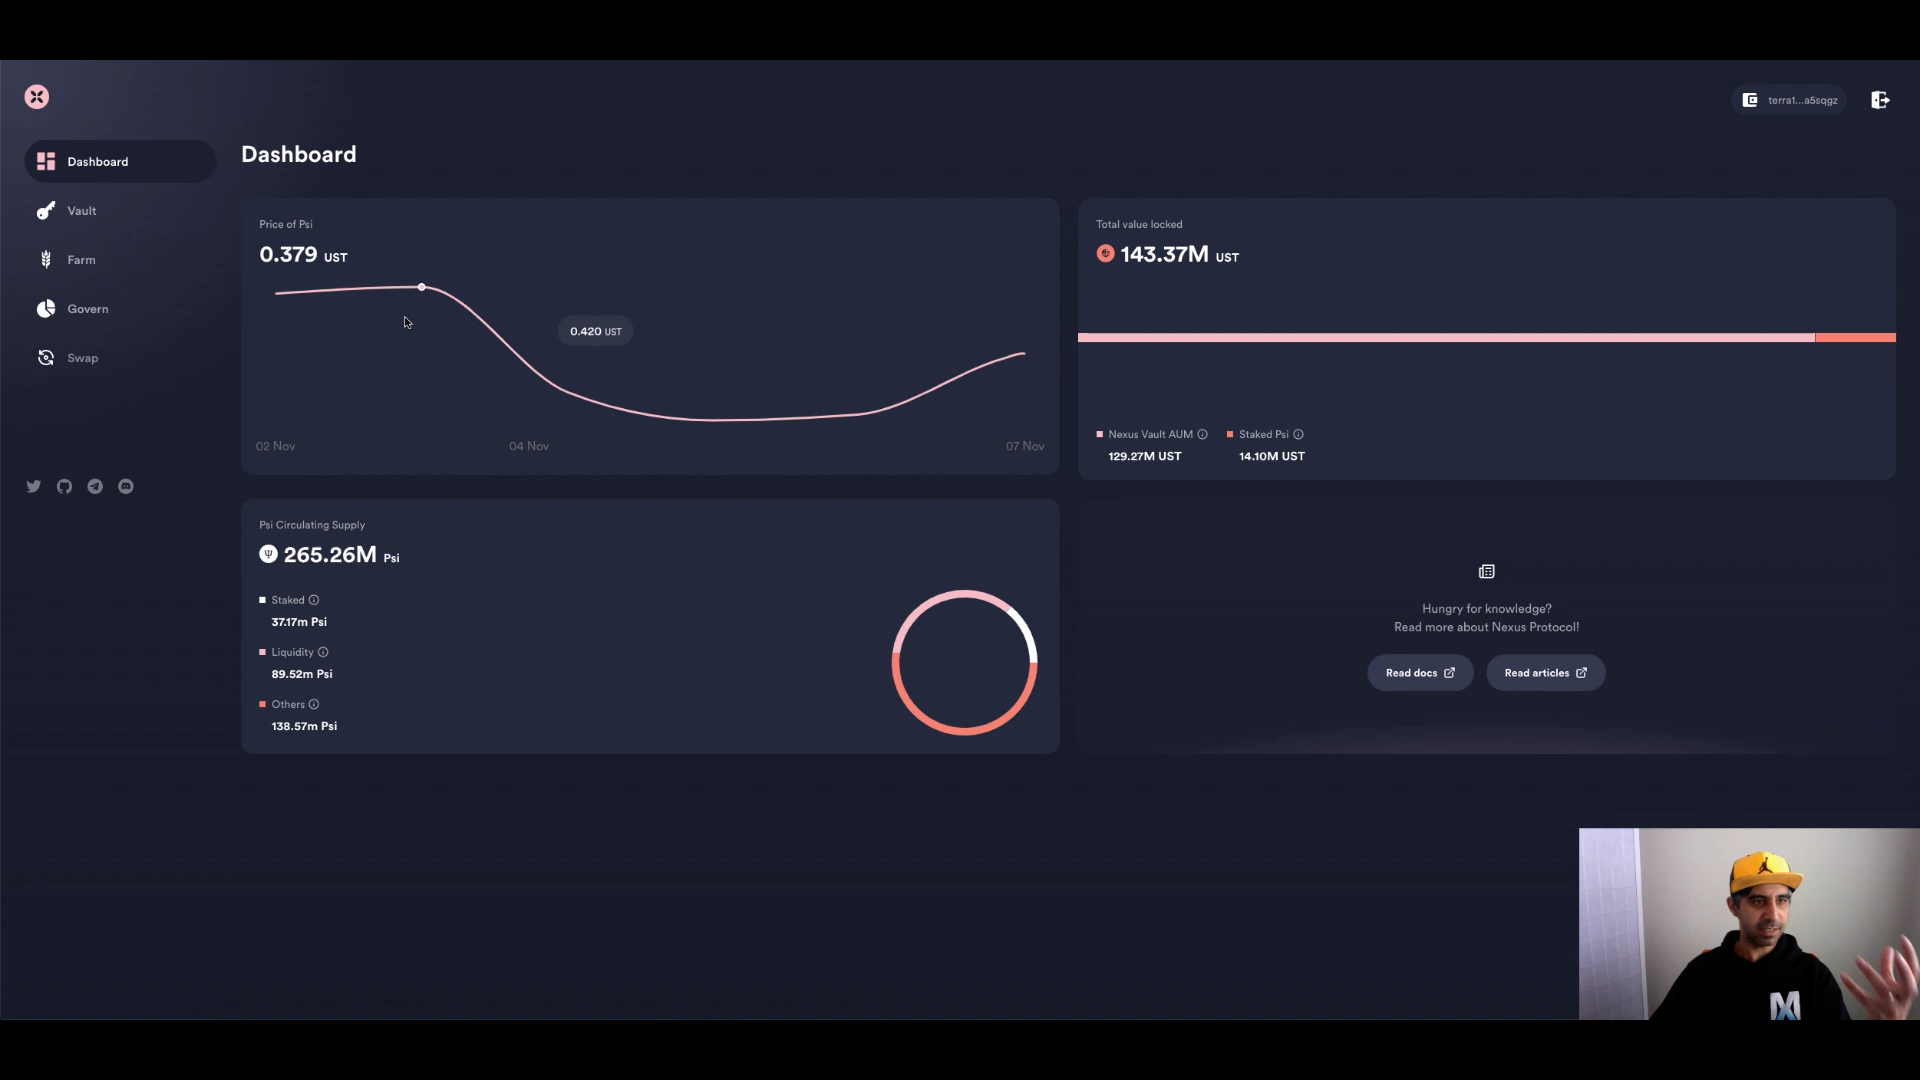 terra1...a5sqgz
Dashboard
Vault
Farm
Govern
Swap
Dashboard
Price of Psi
0.379 UST
0.420 UST
02 Nov 04 Nov 07 Nov
Total value locked
143.37M UST
Nexus Vault AUM Staked Psi
129.27M UST 14.10M UST
Psi Circulating Supply
Ψ 265.26M Psi
Staked
37.17m Psi
Liquidity
89.52m Psi
Others
138.57m Psi
Hungry for knowledge?
Read more about Nexus Protocol!
Read docs Read articles